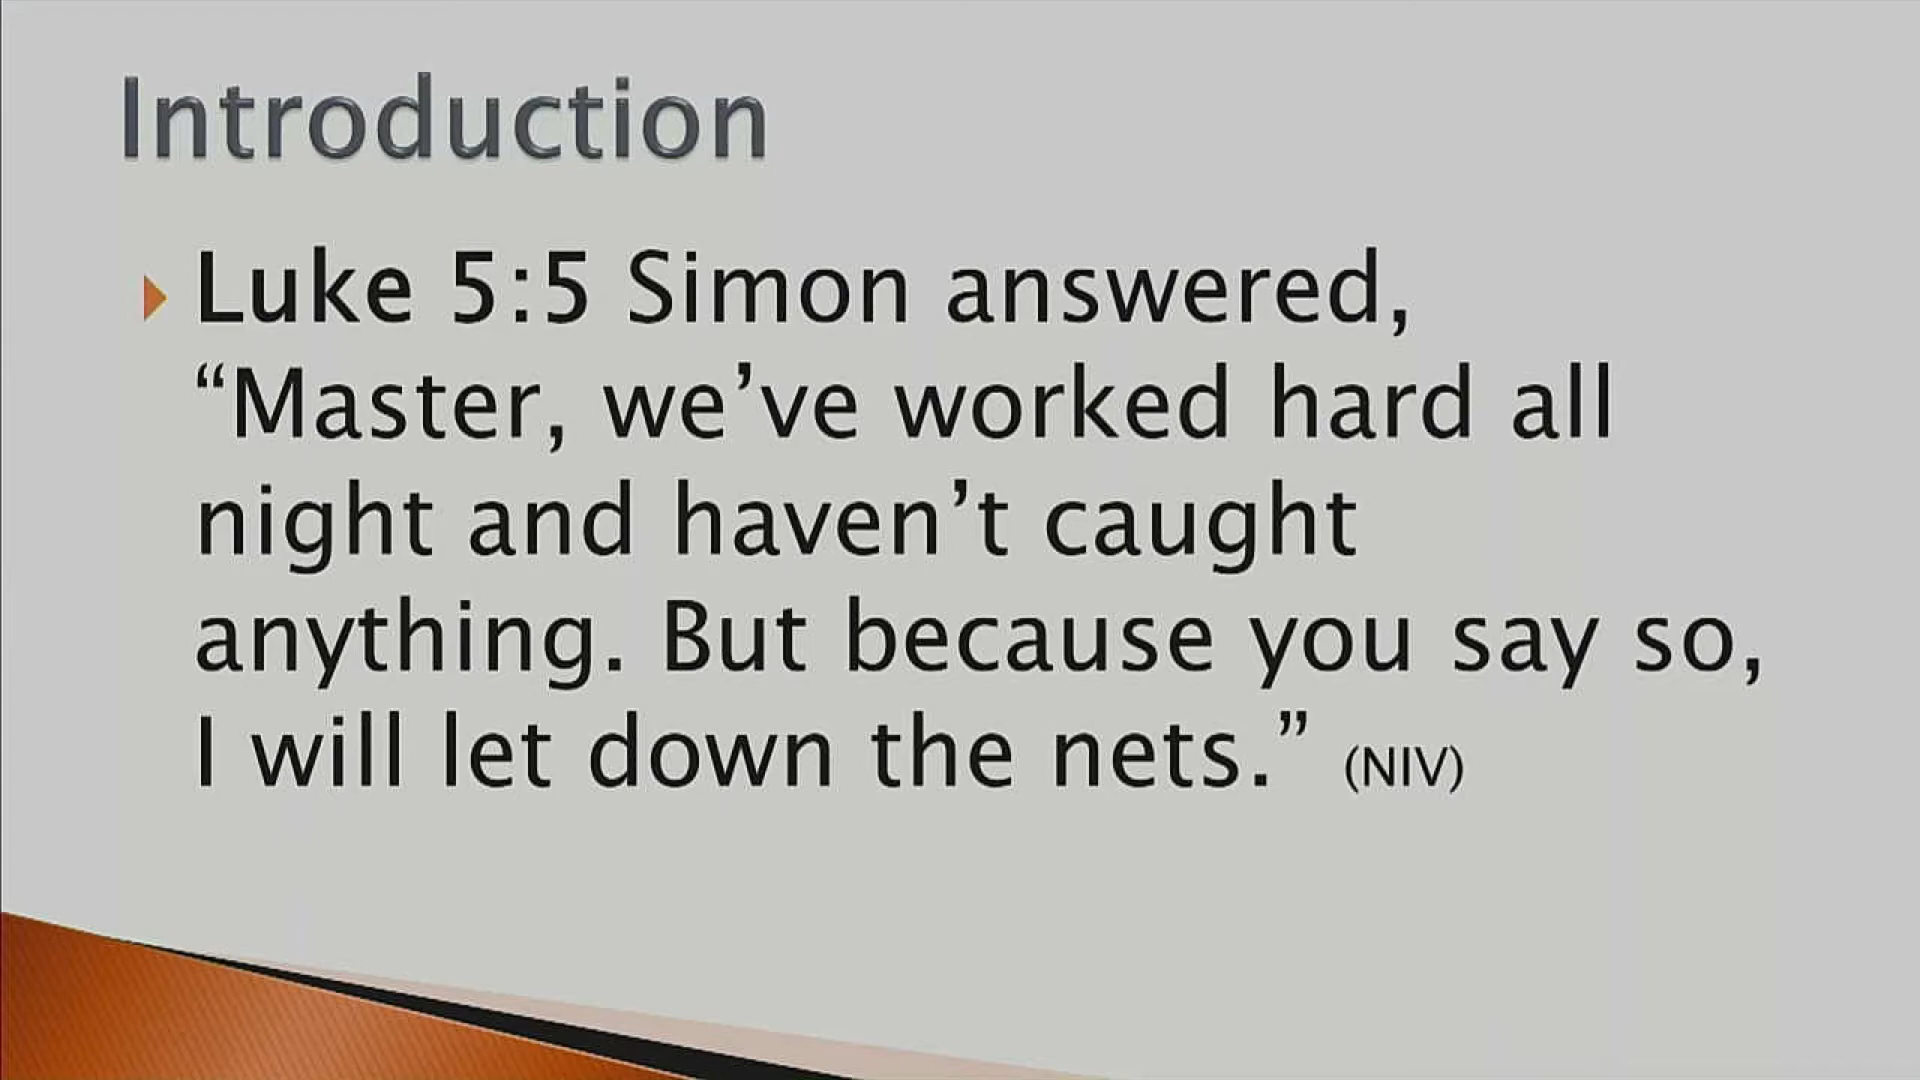 Introduction
Luke 5:5 Simon answered,
“Master, we’ve worked hard all
night and haven’t caught
anything. But because you say so,
I will let down the nets.” (NIV)